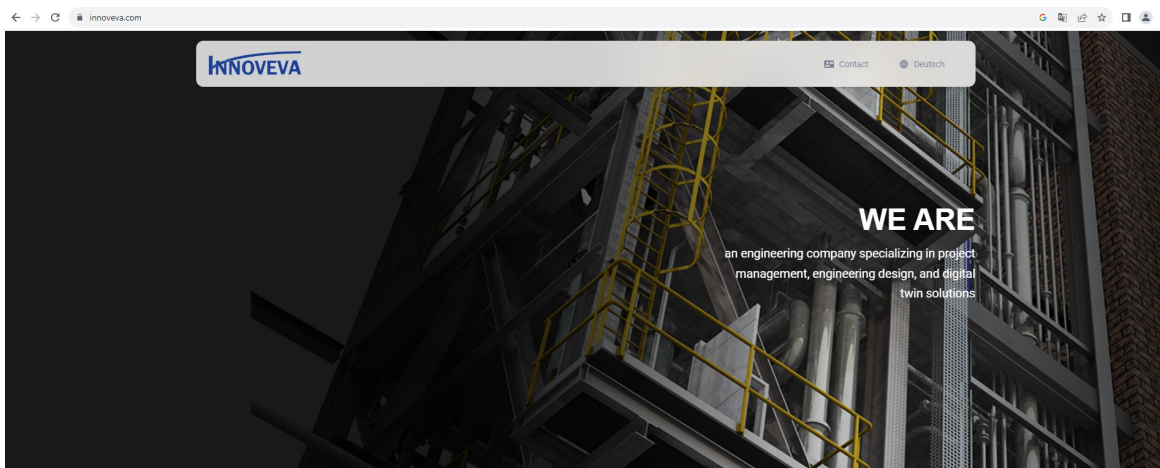 innoveva.com
INNOVEVA
Contact
Deutsch
WE ARE
an engineering company specializing in project
management, engineering design, and digital
twin solutions